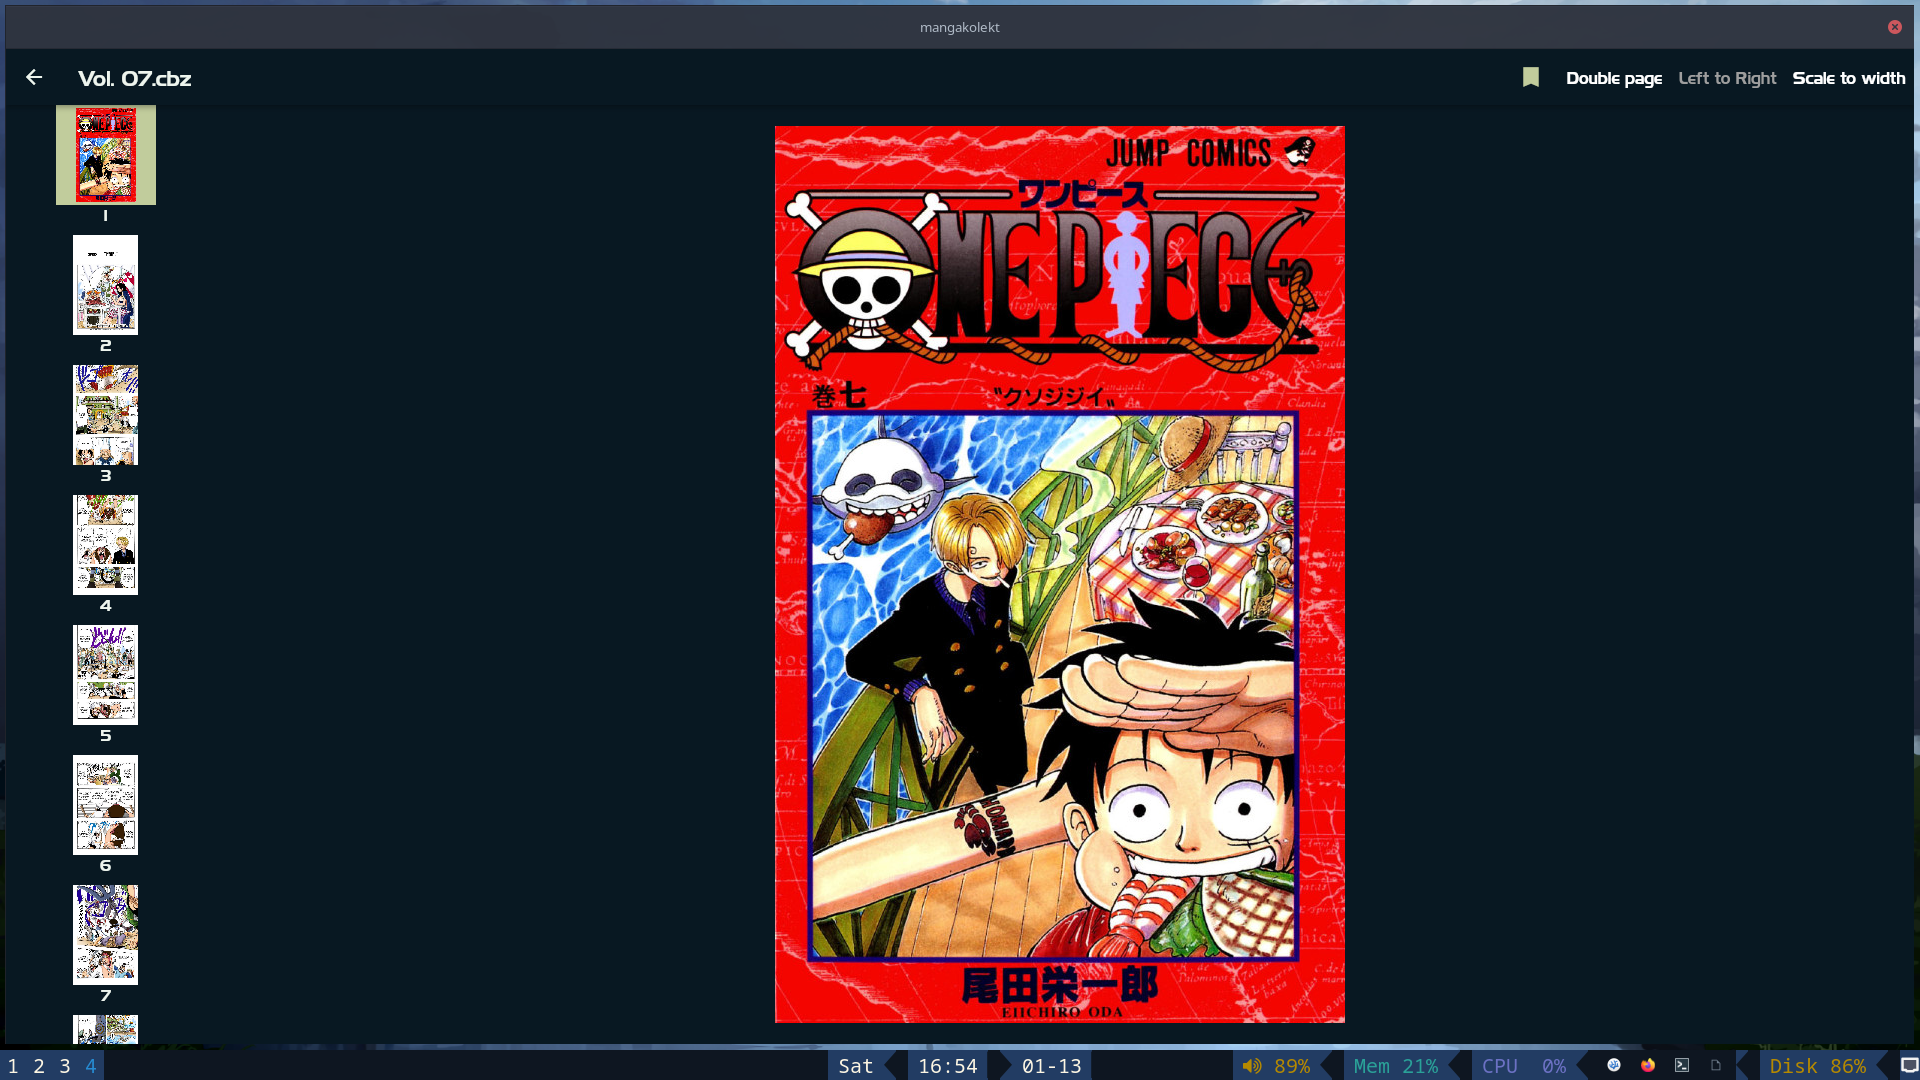 mangakolekt
Vol. 07.cbz
Double page
Left to Right
Scale to width
1
2
3
4
5
6
7
JUMP COMICS
ワンピース
ONE PIECE
巻七
〝クソジジイ〟
尾田栄一郎
EIICHIRO ODA
1 2 3 4
Sat
16:54
01-13
89%
Mem 21%
CPU 0%
Disk 86%